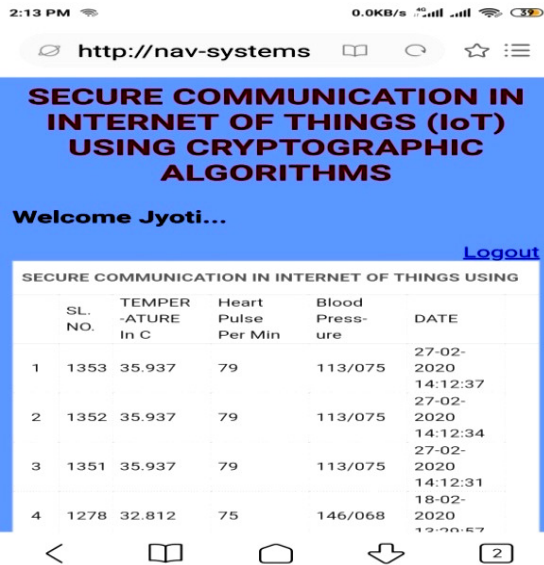 2:13 PM
0.0KB/s 4G 39
http://nav-systems
SECURE COMMUNICATION IN
INTERNET OF THINGS (IoT)
USING CRYPTOGRAPHIC
ALGORITHMS
Welcome Jyoti...
Logout
SECURE COMMUNICATION IN INTERNET OF THINGS USING
SL. NO. TEMPER-ATURE In C Heart Pulse Per Min Blood Press-ure DATE
1 1353 35.937 79 113/075 27-02-2020 14:12:37
2 1352 35.937 79 113/075 27-02-2020 14:12:34
3 1351 35.937 79 113/075 27-02-2020 14:12:31
4 1278 32.812 75 146/068 18-02-2020
2